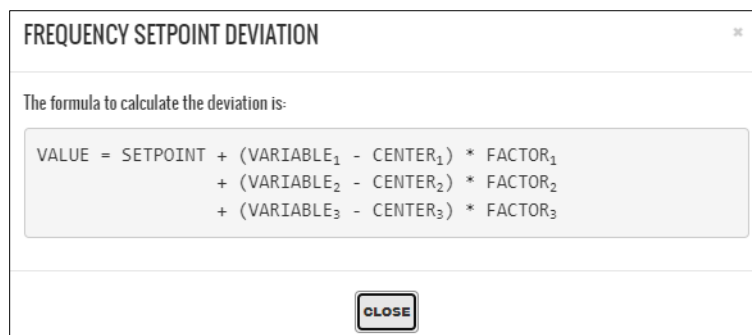 FREQUENCY SETPOINT DEVIATION ×
The formula to calculate the deviation is:
VALUE = SETPOINT + (VARIABLE₁ - CENTER₁) * FACTOR₁
+ (VARIABLE₂ - CENTER₂) * FACTOR₂
+ (VARIABLE₃ - CENTER₃) * FACTOR₃
CLOSE